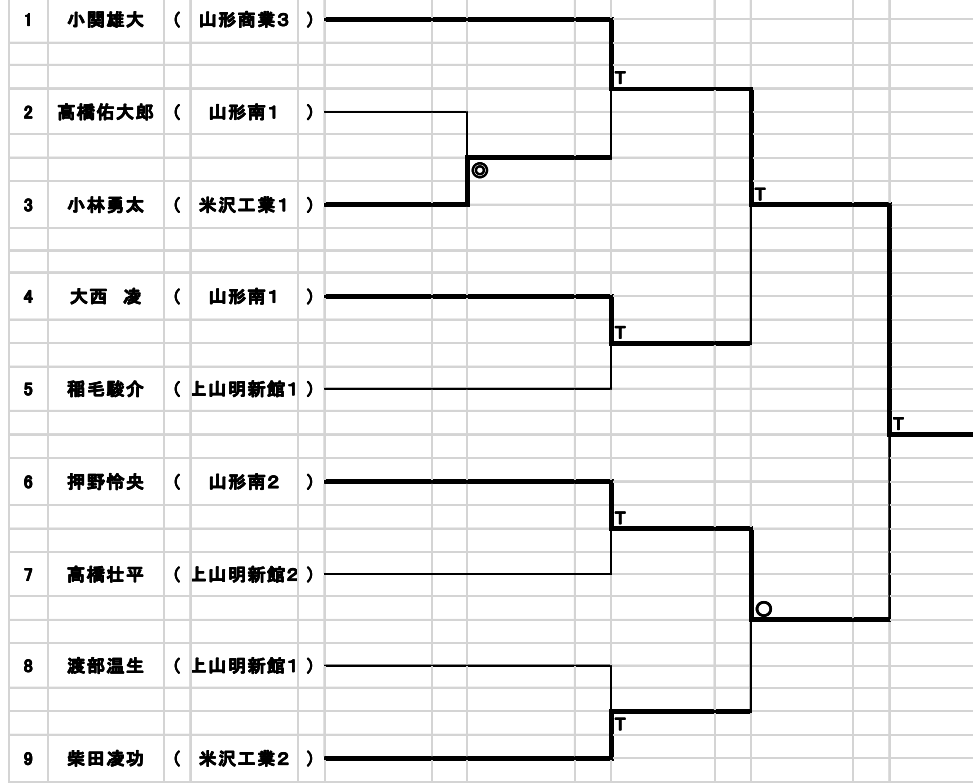 1 小関雄大 ( 山形商業3 )
T
2 高橋佑大郎 ( 山形南1 )
◎
3 小林勇太 ( 米沢工業1 )
T
4 大西 凌 ( 山形南1 )
T
5 稲毛駿介 ( 上山明新館1 )
T
6 押野怜央 ( 山形南2 )
T
7 高橋壮平 ( 上山明新館2 )
○
8 渡部温生 ( 上山明新館1 )
T
9 柴田凌功 ( 米沢工業2 )